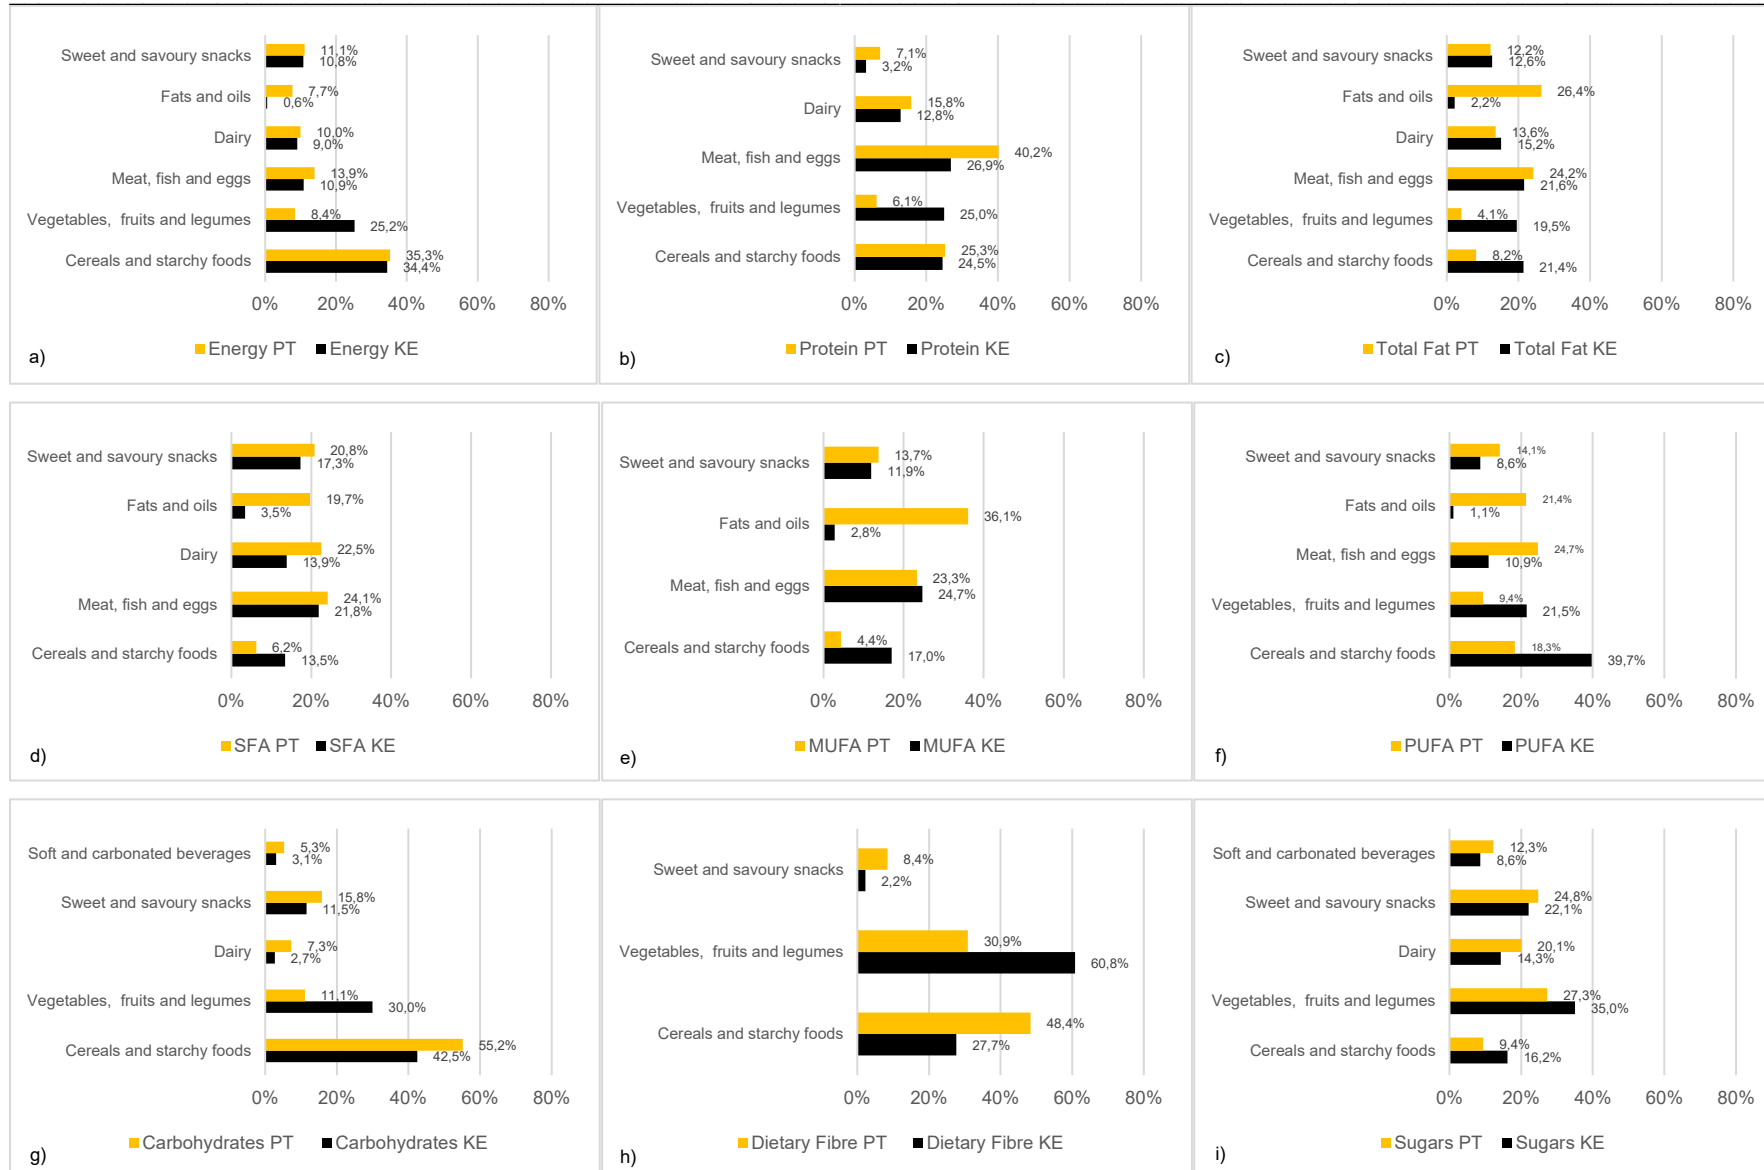 Sweet and savoury snacks 11,1% 10,8%
Fats and oils 7,7% 0,6%
Dairy 10,0% 9,0%
Meat, fish and eggs 13,9% 10,9%
Vegetables, fruits and legumes 8,4% 25,2%
Cereals and starchy foods 35,3% 34,4%
0% 20% 40% 60% 80%
Energy PT Energy KE
a)
Sweet and savoury snacks 7,1% 3,2%
Dairy 15,8% 12,8%
Meat, fish and eggs 40,2% 26,9%
Vegetables, fruits and legumes 6,1% 25,0%
Cereals and starchy foods 25,3% 24,5%
0% 20% 40% 60% 80%
Protein PT Protein KE
b)
Sweet and savoury snacks 12,2% 12,6%
Fats and oils 26,4% 2,2%
Dairy 13,6% 15,2%
Meat, fish and eggs 24,2% 21,6%
Vegetables, fruits and legumes 4,1% 19,5%
Cereals and starchy foods 8,2% 21,4%
0% 20% 40% 60% 80%
Total Fat PT Total Fat KE
c)
Sweet and savoury snacks 20,8% 17,3%
Fats and oils 19,7% 3,5%
Dairy 22,5% 13,9%
Meat, fish and eggs 24,1% 21,8%
Cereals and starchy foods 6,2% 13,5%
0% 20% 40% 60% 80%
SFA PT SFA KE
d)
Sweet and savoury snacks 13,7% 11,9%
Fats and oils 36,1% 2,8%
Meat, fish and eggs 23,3% 24,7%
Cereals and starchy foods 4,4% 17,0%
0% 20% 40% 60% 80%
MUFA PT MUFA KE
e)
Sweet and savoury snacks 14,1% 8,6%
Fats and oils 21,4% 1,1%
Meat, fish and eggs 24,7% 10,9%
Vegetables, fruits and legumes 9,4% 21,5%
Cereals and starchy foods 18,3% 39,7%
0% 20% 40% 60% 80%
PUFA PT PUFA KE
f)
Soft and carbonated beverages 5,3% 3,1%
Sweet and savoury snacks 15,8% 11,5%
Dairy 7,3% 2,7%
Vegetables, fruits and legumes 11,1% 30,0%
Cereals and starchy foods 55,2% 42,5%
0% 20% 40% 60% 80%
Carbohydrates PT Carbohydrates KE
g)
Sweet and savoury snacks 8,4% 2,2%
Vegetables, fruits and legumes 30,9% 60,8%
Cereals and starchy foods 48,4% 27,7%
0% 20% 40% 60% 80%
Dietary Fibre PT Dietary Fibre KE
h)
Soft and carbonated beverages 12,3% 8,6%
Sweet and savoury snacks 24,8% 22,1%
Dairy 20,1% 14,3%
Vegetables, fruits and legumes 27,3% 35,0%
Cereals and starchy foods 9,4% 16,2%
0% 20% 40% 60% 80%
Sugars PT Sugars KE
i)